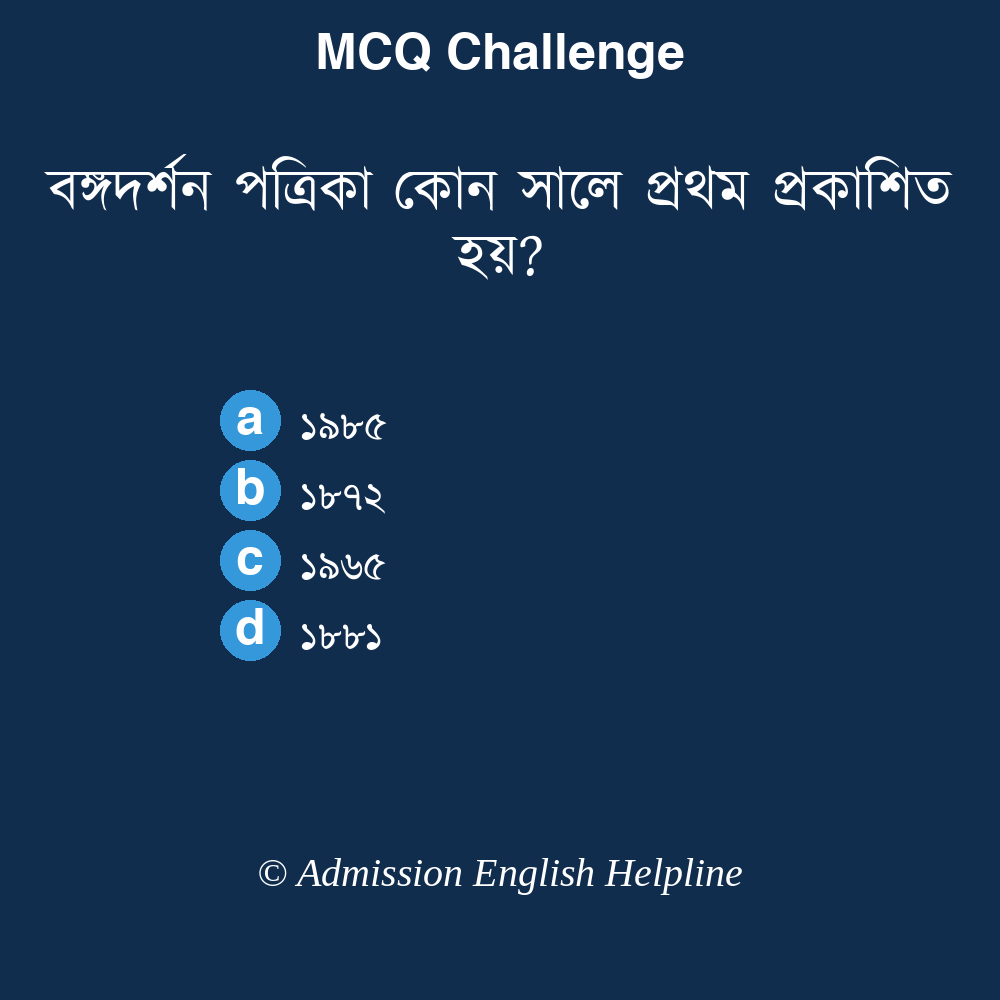 MCQ Challenge
বঙ্গদর্শন পত্রিকা কোন সালে প্রথম প্রকাশিত
হয়?
a ১৯৮৫
b ১৮৭২
c ১৯৬৫
d ১৮৮১
© Admission English Helpline